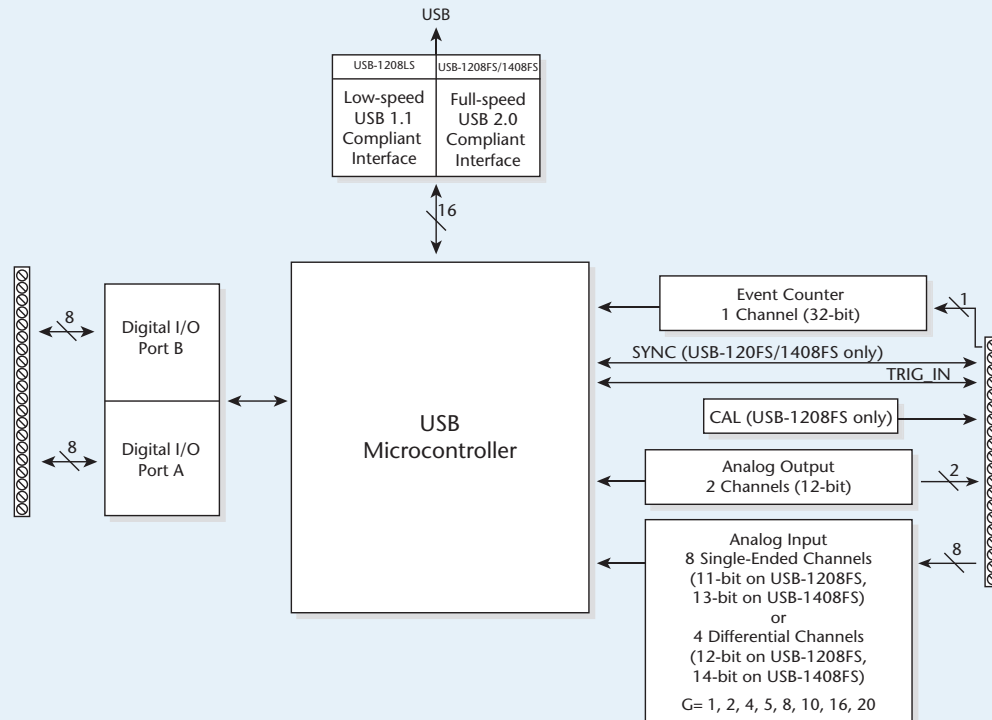 USB
USB-1208LS
USB-1208FS/1408FS
Low-speed
USB 1.1
Compliant
Interface
Full-speed
USB 2.0
Compliant
Interface
16
8
Digital I/O
Port B
8
Digital I/O
Port A
USB
Microcontroller
Event Counter
1 Channel (32-bit)
1
SYNC (USB-120FS/1408FS only)
TRIG_IN
CAL (USB-1208FS only)
Analog Output
2 Channels (12-bit)
2
Analog Input
8 Single-Ended Channels
(11-bit on USB-1208FS,
13-bit on USB-1408FS)
or
4 Differential Channels
(12-bit on USB-1208FS,
14-bit on USB-1408FS)
G= 1, 2, 4, 5, 8, 10, 16, 20
8